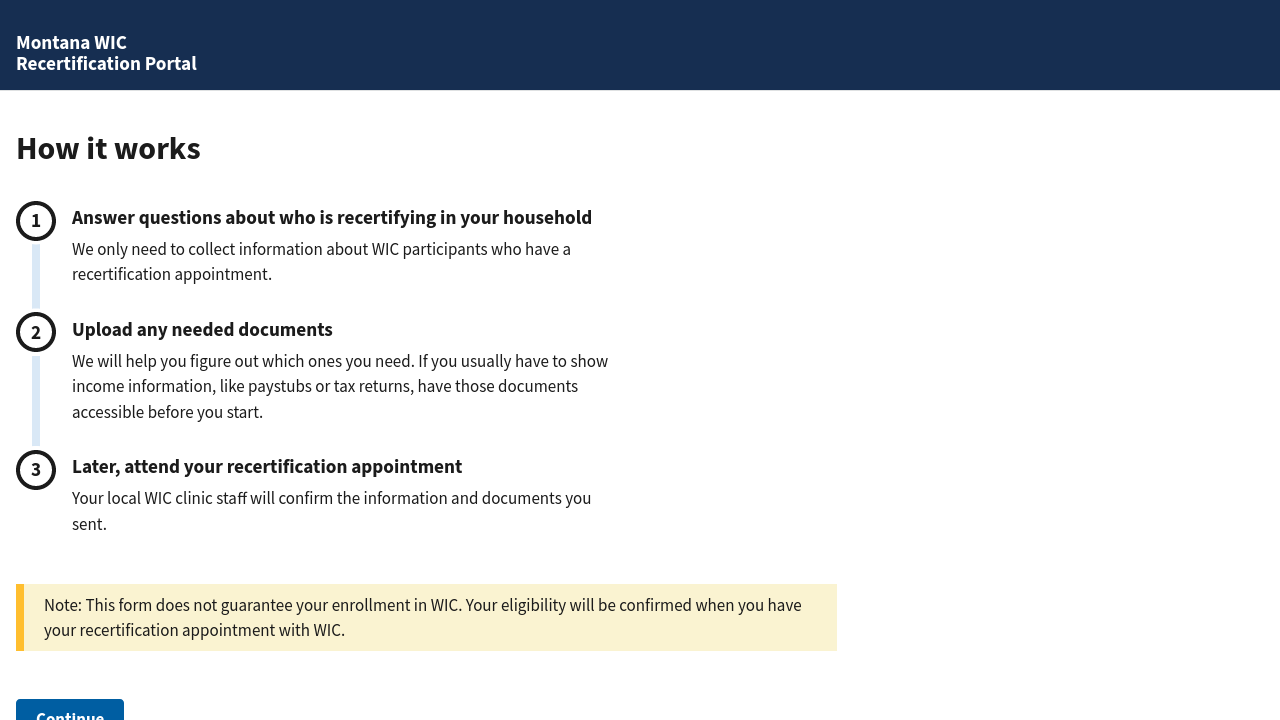 Montana WIC
Recertification Portal
How it works
1
Answer questions about who is recertifying in your household
We only need to collect information about WIC participants who have a
recertification appointment.
2
Upload any needed documents
We will help you figure out which ones you need. If you usually have to show
income information, like paystubs or tax returns, have those documents
accessible before you start.
3
Later, attend your recertification appointment
Your local WIC clinic staff will confirm the information and documents you
sent.
Note: This form does not guarantee your enrollment in WIC. Your eligibility will be confirmed when you have
your recertification appointment with WIC.
Continue